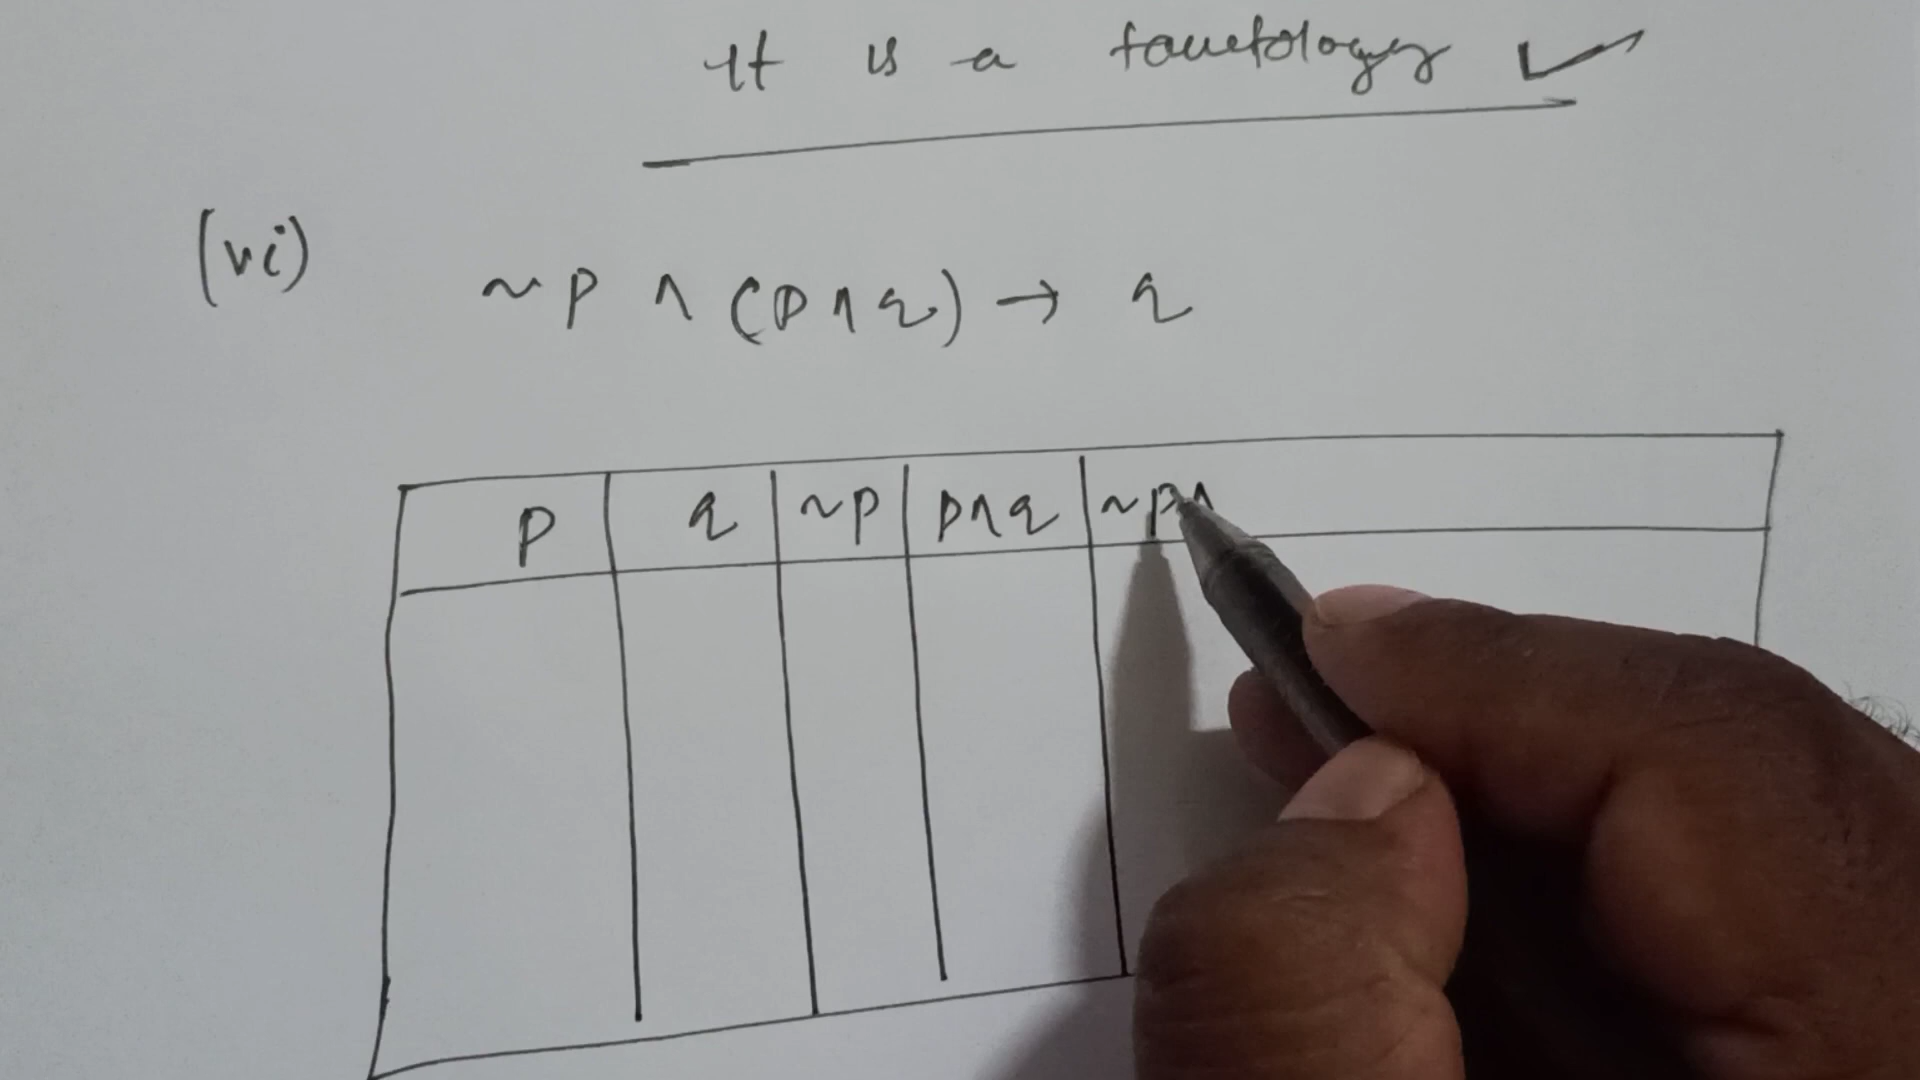 It is a tautology ✓
(vi) ~p ∧ (p ∧ q) → q
p q ~p p∧q ~p∧